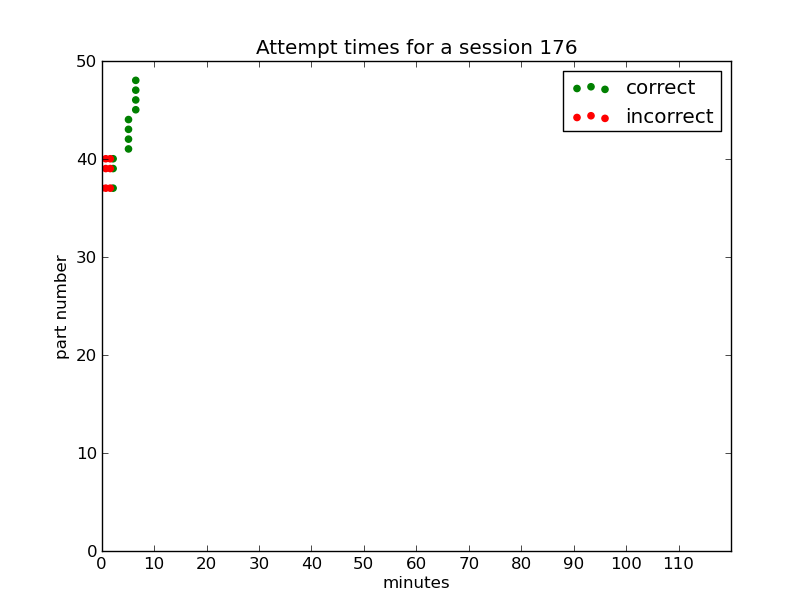 Attempt times for a session 176
correct
incorrect
50
40
30
20
10
0
part number
0 10 20 30 40 50 60 70 80 90 100 110
minutes